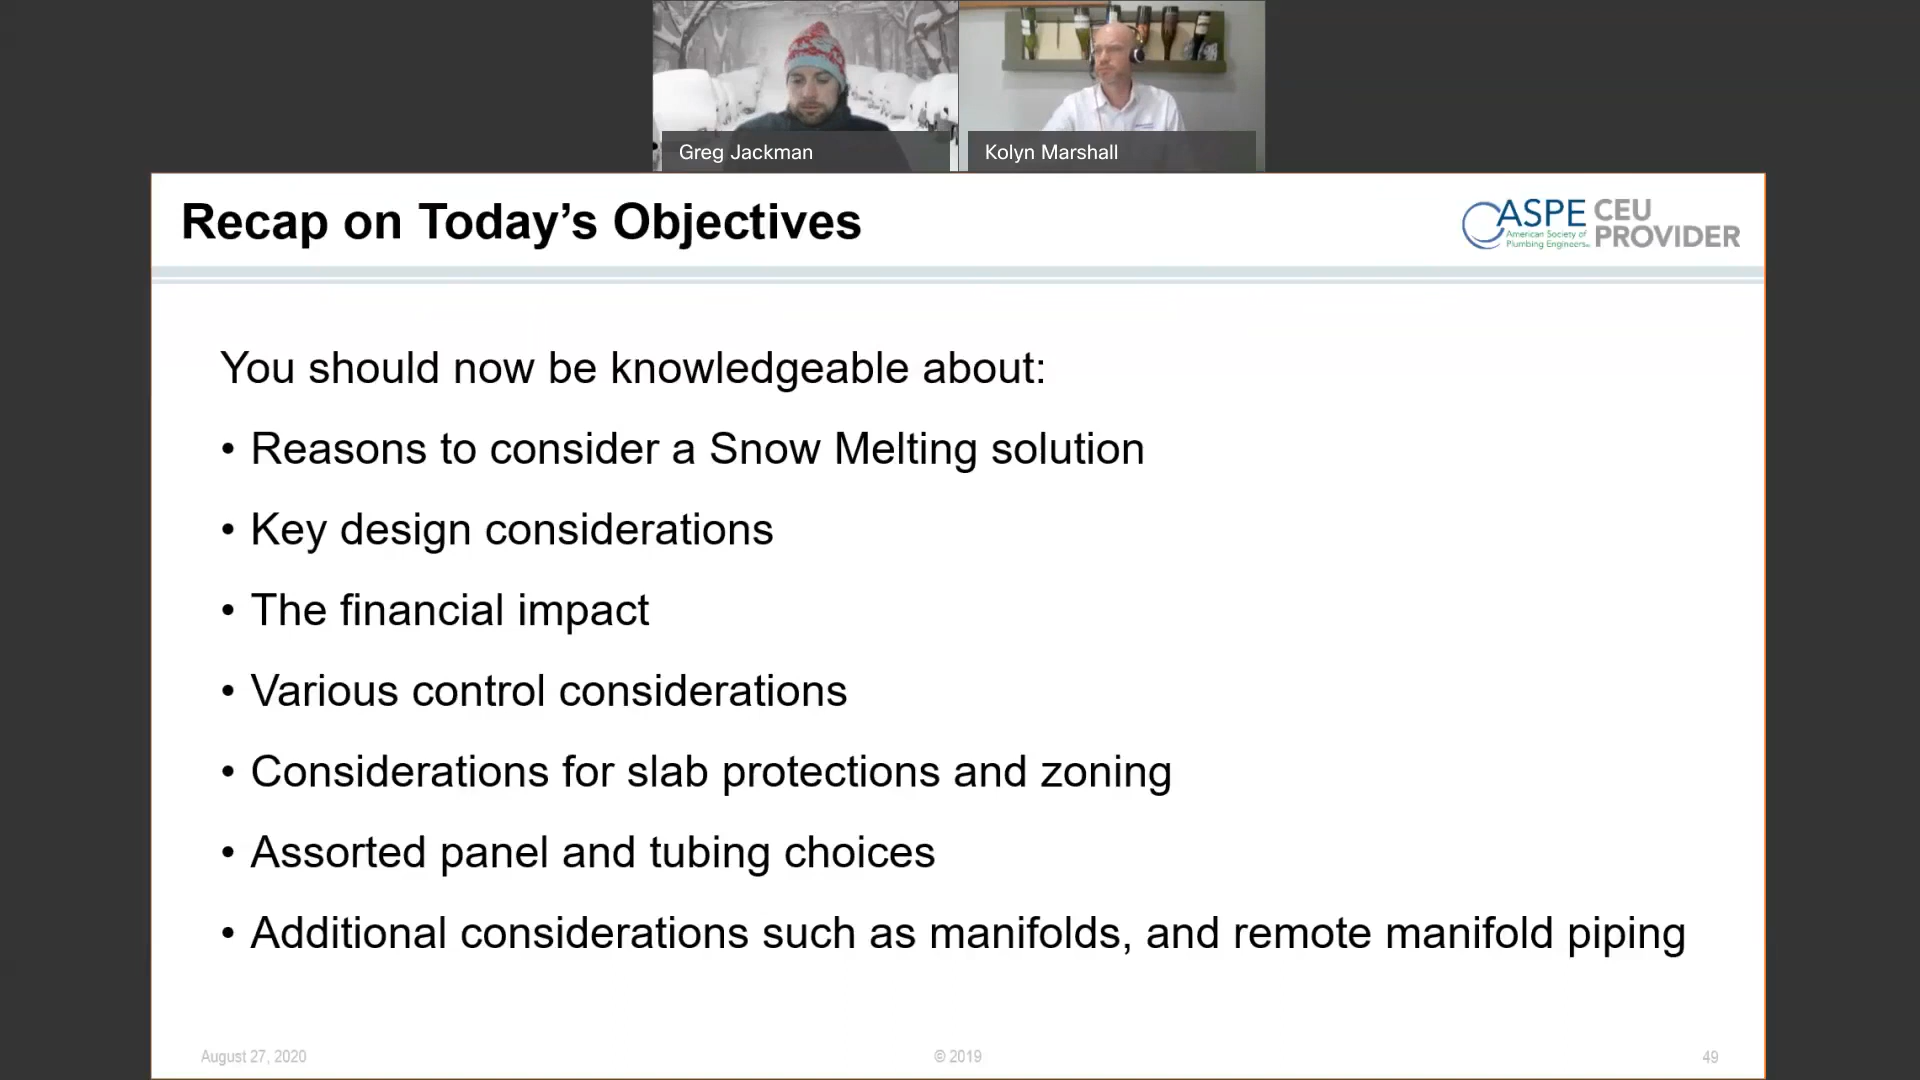 Greg Jackman
Kolyn Marshall
Recap on Today’s Objectives
ASPE
American Society of
Plumbing Engineers
CEU
PROVIDER
You should now be knowledgeable about:
• Reasons to consider a Snow Melting solution
• Key design considerations
• The financial impact
• Various control considerations
• Considerations for slab protections and zoning
• Assorted panel and tubing choices
• Additional considerations such as manifolds, and remote manifold piping
August 27, 2020
© 2019
49